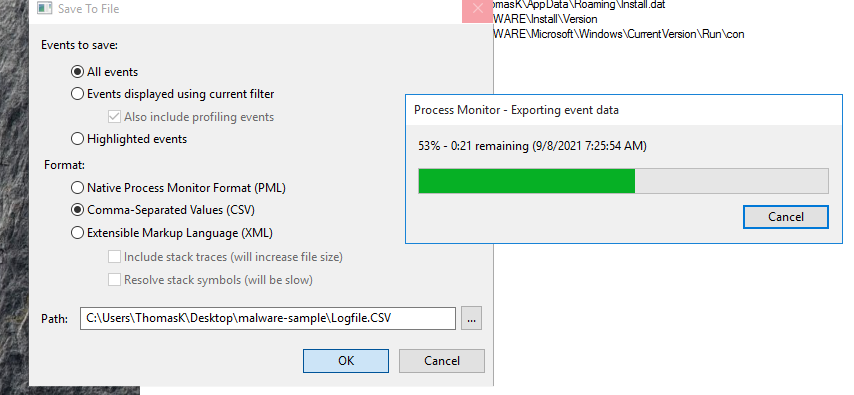 Save To File
omasK\AppData\Roaming\Install.dat
WARE\Install\Version
WARE\Microsoft\Windows\CurrentVersion\Run\con
Events to save:
All events
Events displayed using current filter
Also include profiling events
Highlighted events
Format:
Native Process Monitor Format (PML)
Comma-Separated Values (CSV)
Extensible Markup Language (XML)
Include stack traces (will increase file size)
Resolve stack symbols (will be slow)
Path: C:\Users\ThomasK\Desktop\malware-sample\Logfile.CSV ...
OK Cancel
Process Monitor - Exporting event data
53% - 0:21 remaining (9/8/2021 7:25:54 AM)
Cancel